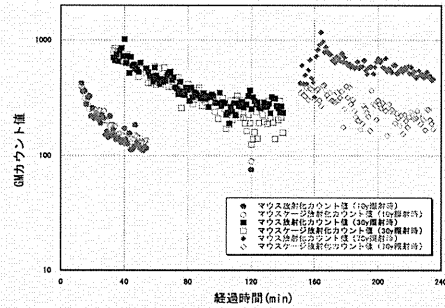 GMカウント値
1000
100
10
0
40
80
120
160
200
240
経過時間(min)
マウス放射化カウント値 (10y照射時)
マウスケージ放射化カウント値 (10y照射時)
マウス放射化カウント値 (30y照射時)
マウスケージ放射化カウント値 (30y照射時)
マウス放射化カウント値 (70y照射時)
マウスケージ放射化カウント値